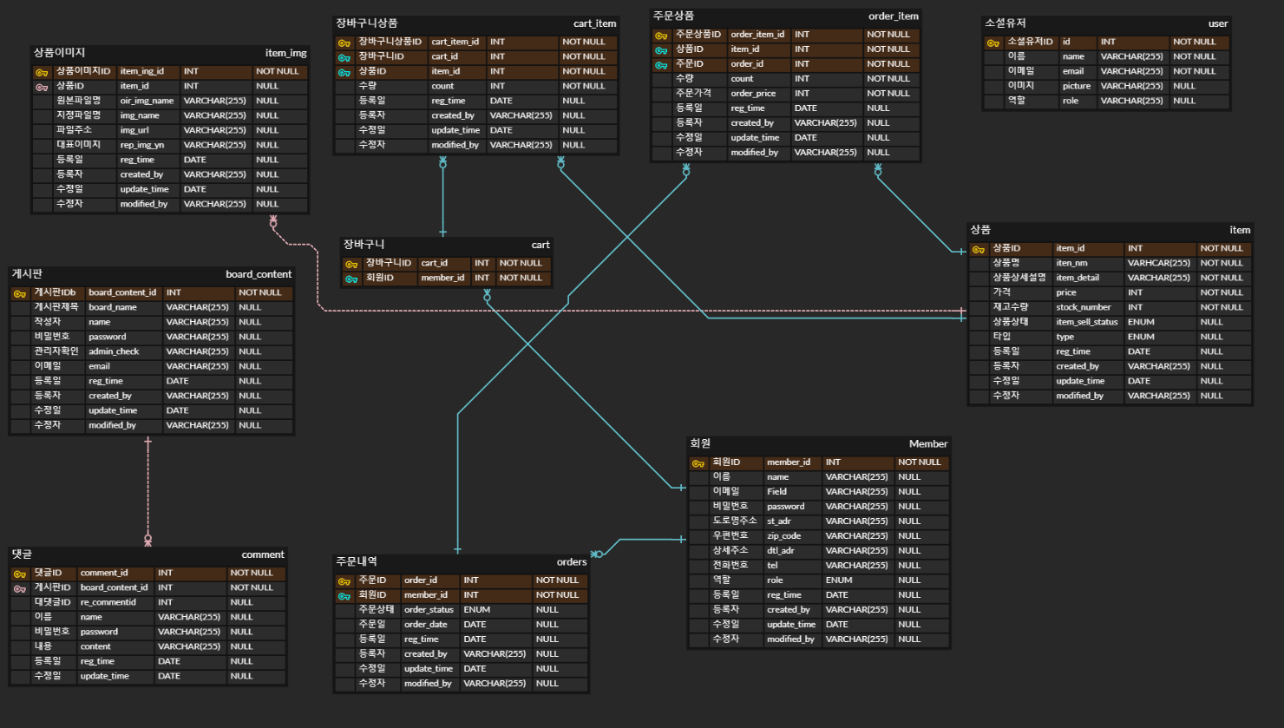 상품이미지 item_img
상품이미지ID item_ing_id INT NOT NULL
상품ID item_id INT NULL
원본파일명 oir_img_name VARCHAR(255) NULL
지정파일명 img_name VARCHAR(255) NULL
파일주소 img_url VARCHAR(255) NULL
대표이미지 rep_img_yn VARCHAR(255) NULL
등록일 reg_time DATE NULL
등록자 created_by VARCHAR(255) NULL
수정일 update_time DATE NULL
수정자 modified_by VARCHAR(255) NULL
장바구니상품 cart_item
장바구니상품ID cart_item_id INT NOT NULL
장바구니ID cart_id INT NOT NULL
상품ID item_id INT NOT NULL
수량 count INT NOT NULL
등록일 reg_time DATE NULL
등록자 created_by VARCHAR(255) NULL
수정일 update_time DATE NULL
수정자 modified_by VARCHAR(255) NULL
주문상품 order_item
주문상품ID order_item_id INT NOT NULL
상품ID item_id INT NOT NULL
주문ID order_id INT NOT NULL
수량 count INT NOT NULL
주문가격 order_price INT NOT NULL
등록일 reg_time DATE NULL
등록자 created_by VARCHAR(255) NULL
수정일 update_time DATE NULL
수정자 modified_by VARCHAR(255) NULL
소셜유저 user
소셜유저ID id INT NOT NULL
이름 name VARCHAR(255) NOT NULL
이메일 email VARCHAR(255) NOT NULL
이미지 picture VARCHAR(255) NULL
역할 role VARCHAR(255) NULL
장바구니 cart
장바구니ID cart_id INT NOT NULL
회원ID member_id INT NOT NULL
상품 item
상품ID item_id INT NOT NULL
상품명 iten_nm VARHCAR(255) NOT NULL
상품상세설명 item_detail VARCHAR(255) NOT NULL
가격 price INT NOT NULL
재고수량 stock_number INT NOT NULL
상품상태 item_sell_status ENUM NULL
타입 type ENUM NULL
등록일 reg_time DATE NULL
등록자 created_by VARCHAR(255) NULL
수정일 update_time DATE NULL
수정자 modified_by VARCHAR(255) NULL
게시판 board_content
게시판IDb board_content_id INT NOT NULL
게시판제목 board_name VARCHAR(255) NULL
작성자 name VARCHAR(255) NULL
비밀번호 password VARCHAR(255) NULL
관리자확인 admin_check VARCHAR(255) NULL
이메일 email VARCHAR(255) NULL
등록일 reg_time DATE NULL
등록자 created_by VARCHAR(255) NULL
수정일 update_time DATE NULL
수정자 modified_by VARCHAR(255) NULL
회원 Member
회원ID member_id INT NOT NULL
이름 name VARCHAR(255) NULL
이메일 Field VARCHAR(255) NULL
비밀번호 password VARCHAR(255) NULL
도로명주소 st_adr VARCHAR(255) NULL
우편번호 zip_code VARCHAR(255) NULL
상세주소 dtl_adr VARCHAR(255) NULL
전화번호 tel VARCHAR(255) NULL
역할 role ENUM NULL
등록일 reg_time DATE NULL
등록자 created_by VARCHAR(255) NULL
수정일 update_time DATE NULL
수정자 modified_by VARCHAR(255) NULL
댓글 comment
댓글ID comment_id INT NOT NULL
게시판ID board_content_id INT NOT NULL
대댓글ID re_commentid INT NULL
이름 name VARCHAR(255) NULL
비밀번호 password VARCHAR(255) NULL
내용 content VARCHAR(255) NULL
등록일 reg_time DATE NULL
수정일 update_time DATE NULL
주문내역 orders
주문ID order_id INT NOT NULL
회원ID member_id INT NOT NULL
주문상태 order_status ENUM NULL
주문일 order_date DATE NULL
등록일 reg_time DATE NULL
등록자 created_by VARCHAR(255) NULL
수정일 update_time DATE NULL
수정자 modified_by VARCHAR(255) NULL